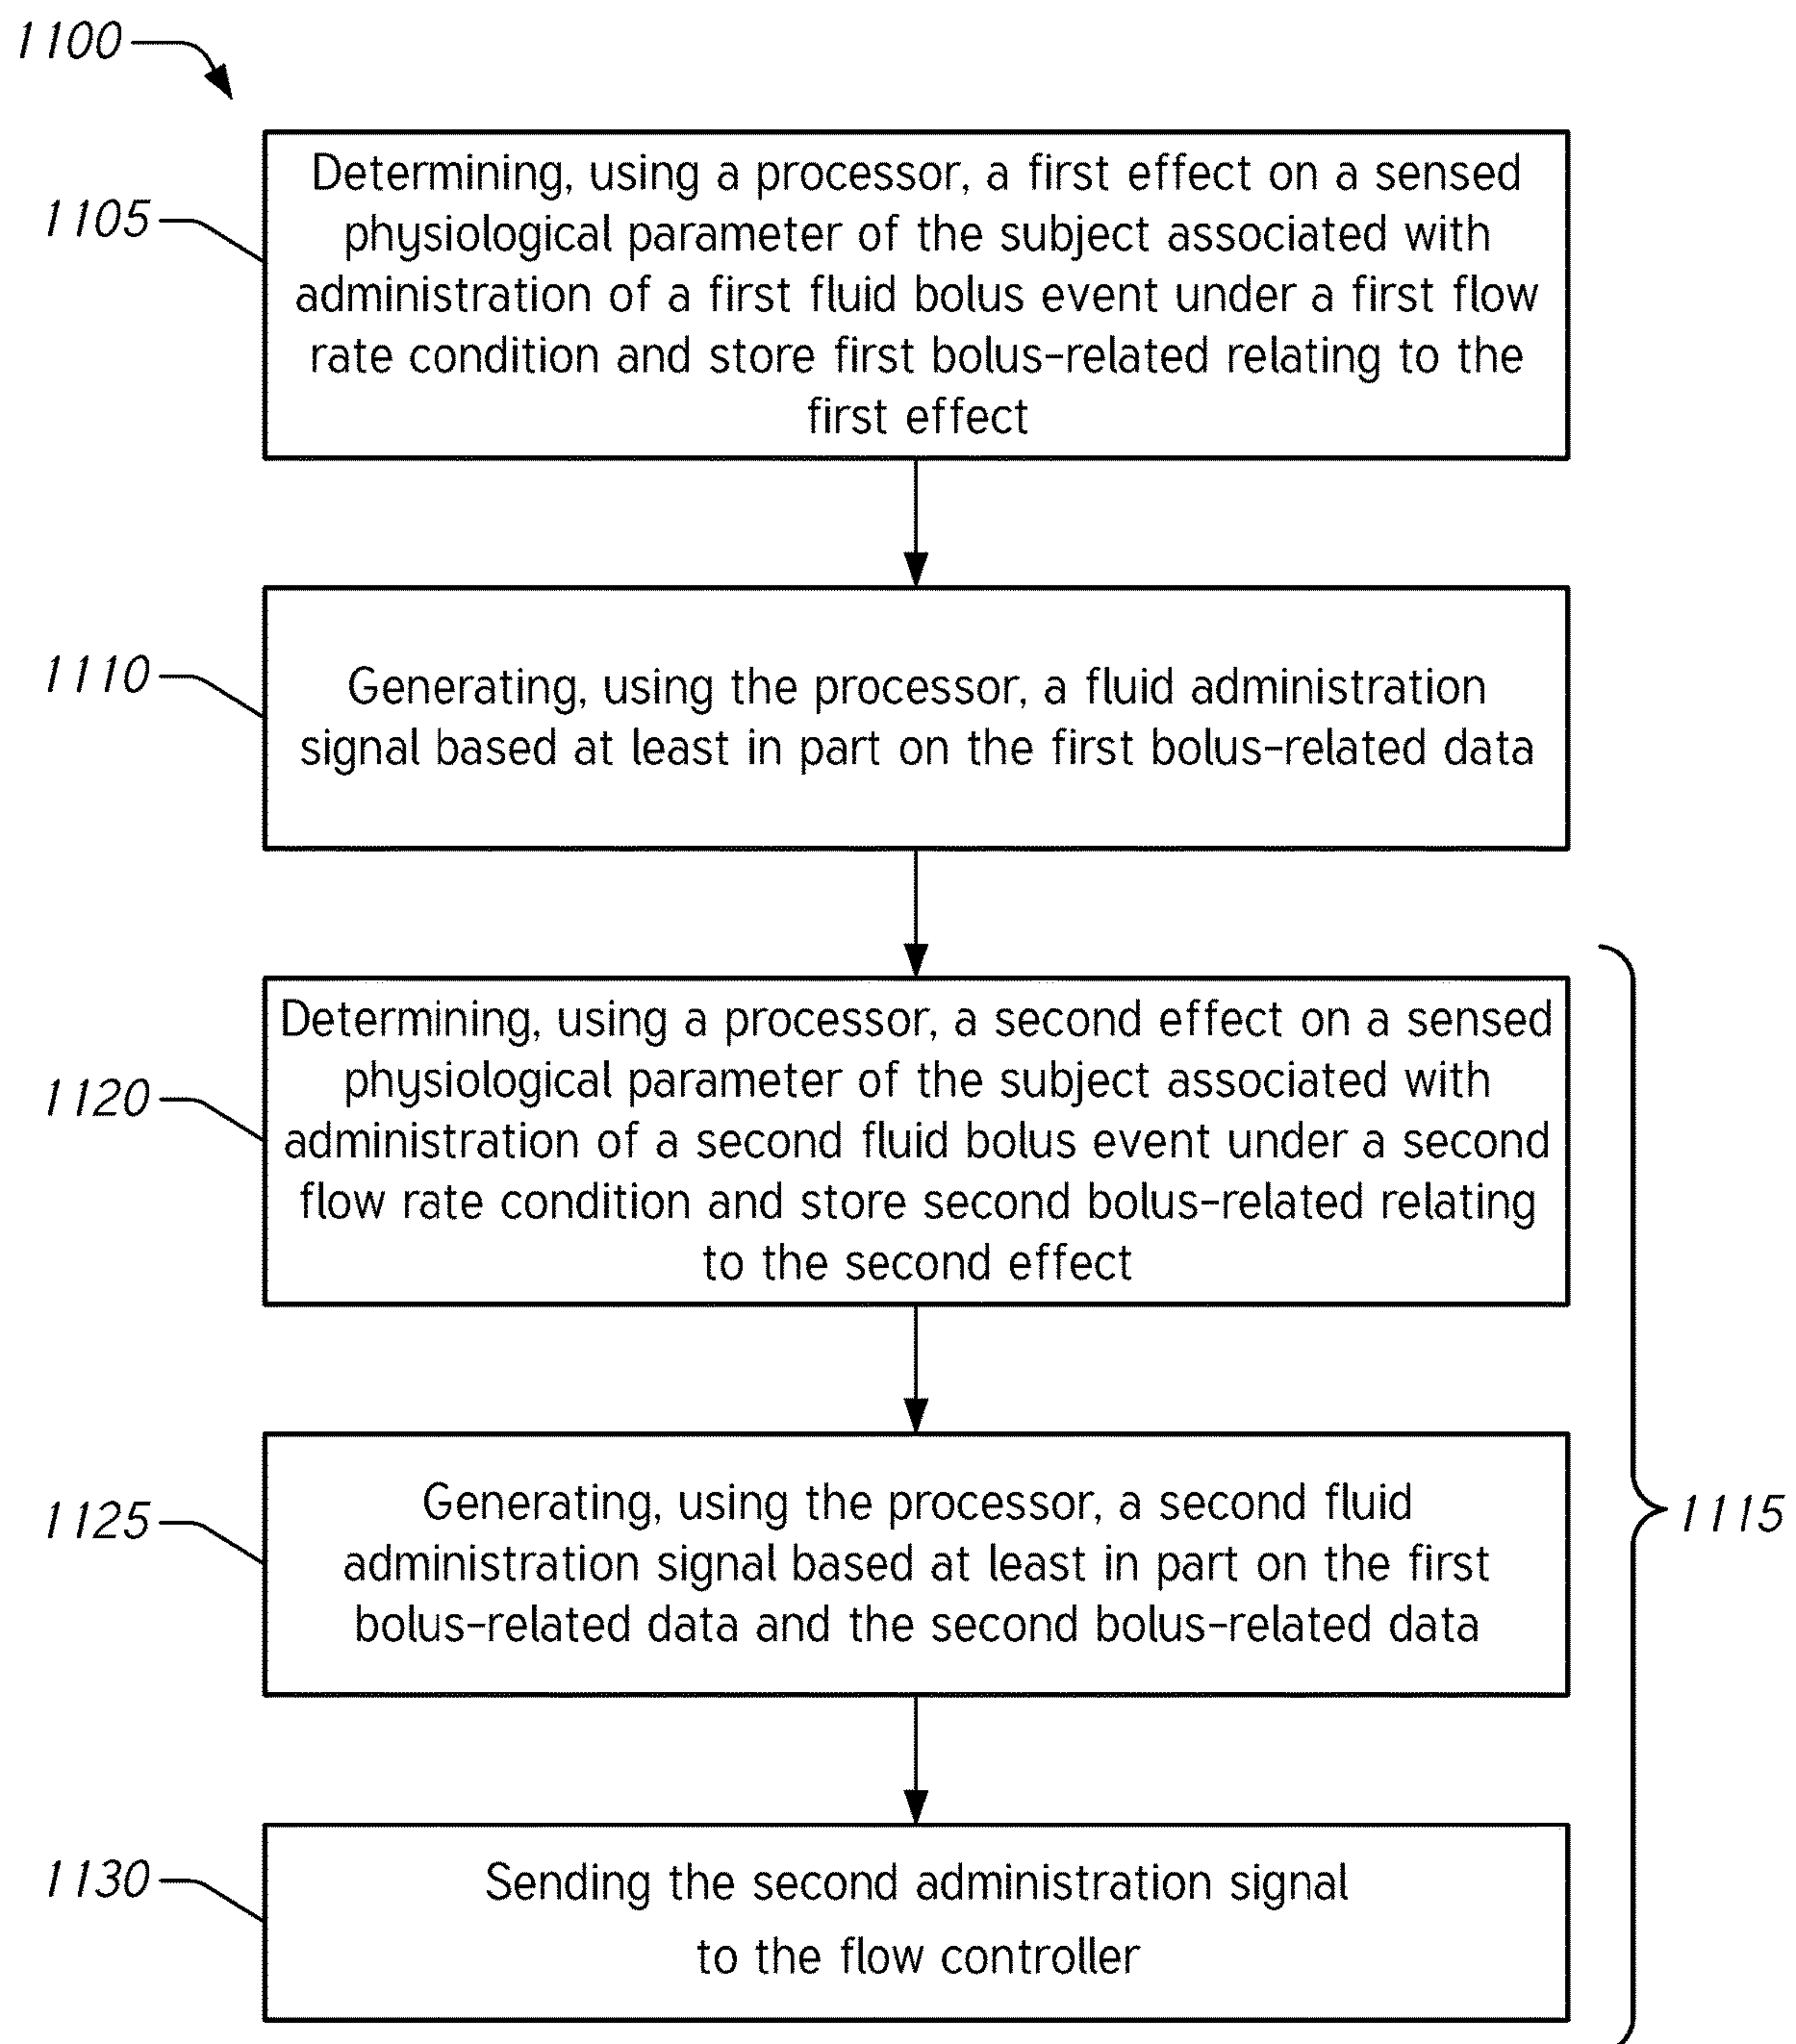 1100
1105
Determining, using a processor, a first effect on a sensed
physiological parameter of the subject associated with
administration of a first fluid bolus event under a first flow
rate condition and store first bolus-related relating to the
first effect
1110
Generating, using the processor, a fluid administration
signal based at least in part on the first bolus-related data
1120
Determining, using a processor, a second effect on a sensed
physiological parameter of the subject associated with
administration of a second fluid bolus event under a second
flow rate condition and store second bolus-related relating
to the second effect
1125
Generating, using the processor, a second fluid
administration signal based at least in part on the first
bolus-related data and the second bolus-related data
1115
1130
Sending the second administration signal
to the flow controller